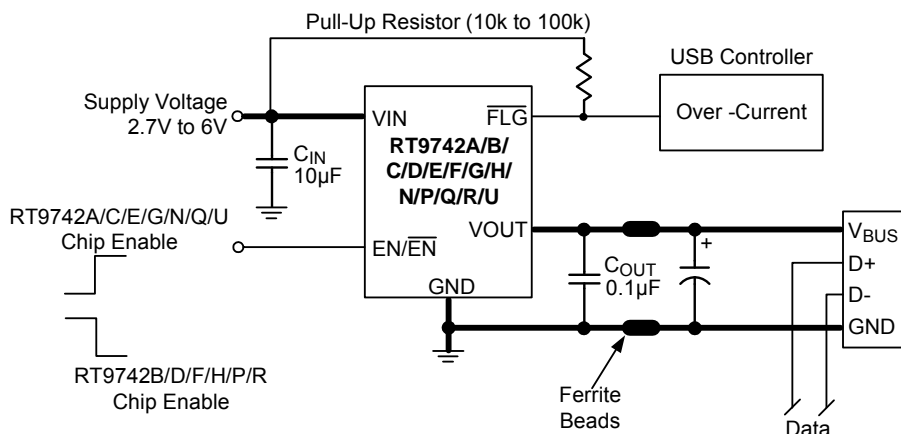 Pull-Up Resistor (10k to 100k)
USB Controller
Supply Voltage
2.7V to 6V
VIN
FLG
Over -Current
RT9742A/B/
C/D/E/F/G/H/
N/P/Q/R/U
CIN
10µF
RT9742A/C/E/G/N/Q/U
Chip Enable
EN/EN
VOUT
GND
+
COUT
0.1µF
VBUS
D+
D-
GND
RT9742B/D/F/H/P/R
Chip Enable
Ferrite
Beads
Data